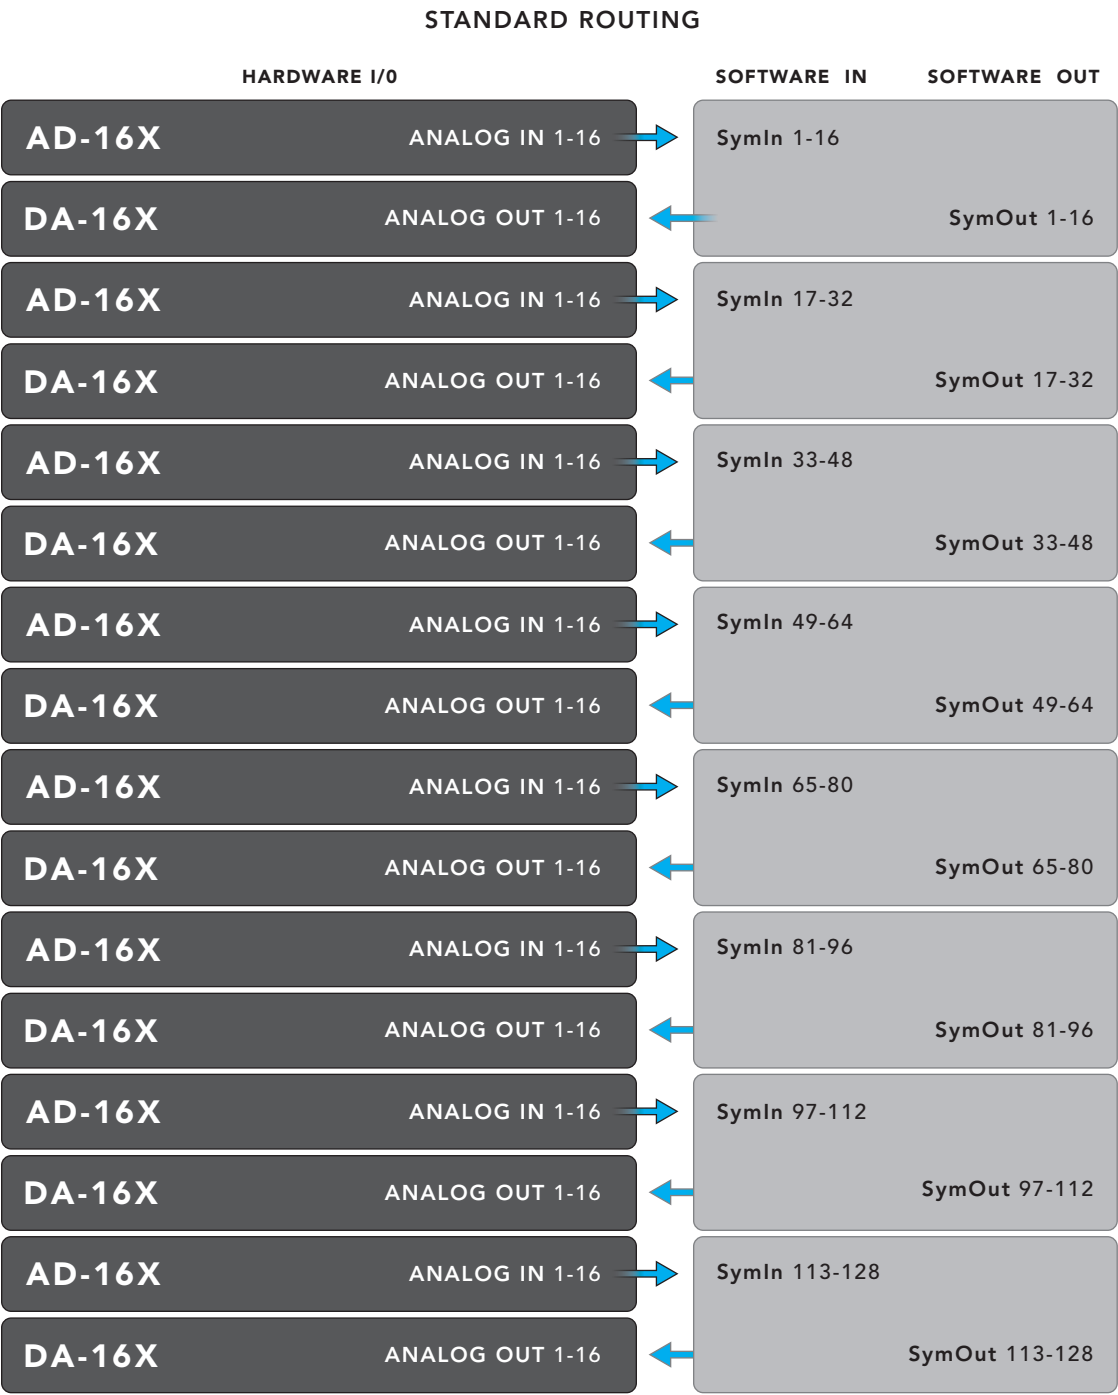 STANDARD ROUTING
HARDWARE I/0 SOFTWARE IN SOFTWARE OUT
AD-16X ANALOG IN 1-16 SymIn 1-16
DA-16X ANALOG OUT 1-16 SymOut 1-16
AD-16X ANALOG IN 1-16 SymIn 17-32
DA-16X ANALOG OUT 1-16 SymOut 17-32
AD-16X ANALOG IN 1-16 SymIn 33-48
DA-16X ANALOG OUT 1-16 SymOut 33-48
AD-16X ANALOG IN 1-16 SymIn 49-64
DA-16X ANALOG OUT 1-16 SymOut 49-64
AD-16X ANALOG IN 1-16 SymIn 65-80
DA-16X ANALOG OUT 1-16 SymOut 65-80
AD-16X ANALOG IN 1-16 SymIn 81-96
DA-16X ANALOG OUT 1-16 SymOut 81-96
AD-16X ANALOG IN 1-16 SymIn 97-112
DA-16X ANALOG OUT 1-16 SymOut 97-112
AD-16X ANALOG IN 1-16 SymIn 113-128
DA-16X ANALOG OUT 1-16 SymOut 113-128